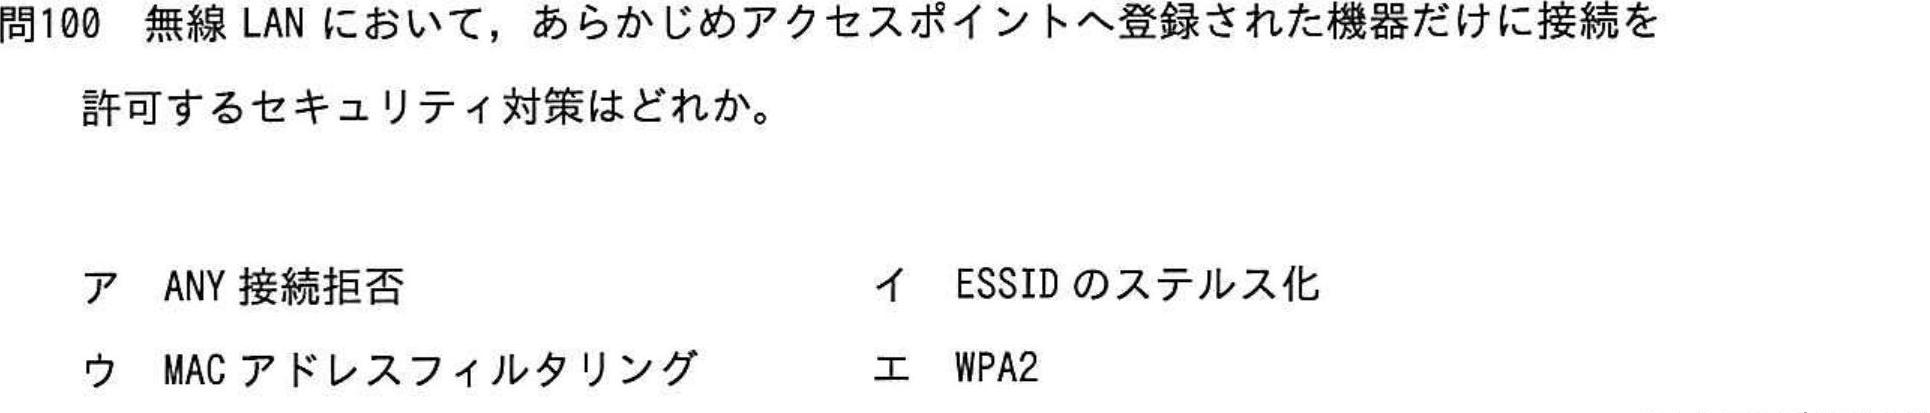 問100　無線 LAN において，あらかじめアクセスポイントへ登録された機器だけに接続を
許可するセキュリティ対策はどれか。
ア　ANY 接続拒否　　イ　ESSID のステルス化
ウ　MAC アドレスフィルタリング　　エ　WPA2